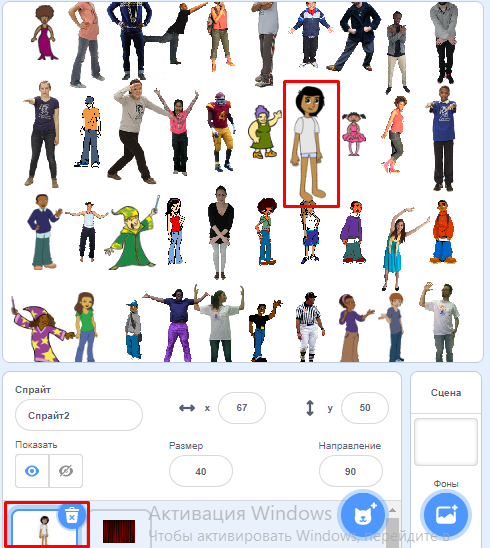 Спрайт
Спрайт2
x
67
y
50
Показать
Размер
40
Направление
90
Сцена
Фоны
Активация Windows
Чтобы активировать Windows, перейдите в